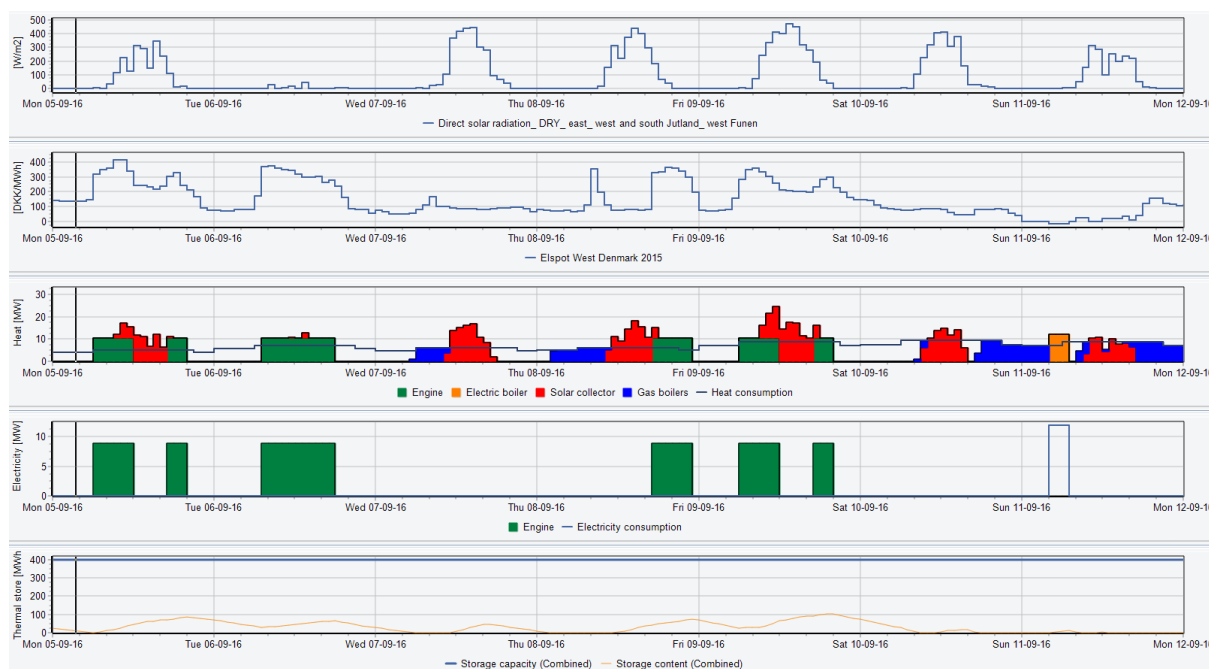 [W/m2]
500
400
300
200
100
0
Mon 05-09-16 Tue 06-09-16 Wed 07-09-16 Thu 08-09-16 Fri 09-09-16 Sat 10-09-16 Sun 11-09-16 Mon 12-09-16
Direct solar radiation_ DRY_ east_ west and south Jutland_ west Funen
[DKK/MWh]
400
300
200
100
0
Mon 05-09-16 Tue 06-09-16 Wed 07-09-16 Thu 08-09-16 Fri 09-09-16 Sat 10-09-16 Sun 11-09-16 Mon 12-09-16
Elspot West Denmark 2015
Heat [MW]
30
20
10
0
Mon 05-09-16 Tue 06-09-16 Wed 07-09-16 Thu 08-09-16 Fri 09-09-16 Sat 10-09-16 Sun 11-09-16 Mon 12-09-16
Engine Electric boiler Solar collector Gas boilers Heat consumption
Electricity [MW]
10
5
0
Mon 05-09-16 Tue 06-09-16 Wed 07-09-16 Thu 08-09-16 Fri 09-09-16 Sat 10-09-16 Sun 11-09-16 Mon 12-09-16
Engine Electricity consumption
Thermal store [MWh
400
300
200
100
0
Mon 05-09-16 Tue 06-09-16 Wed 07-09-16 Thu 08-09-16 Fri 09-09-16 Sat 10-09-16 Sun 11-09-16 Mon 12-09-16
Storage capacity (Combined) Storage content (Combined)